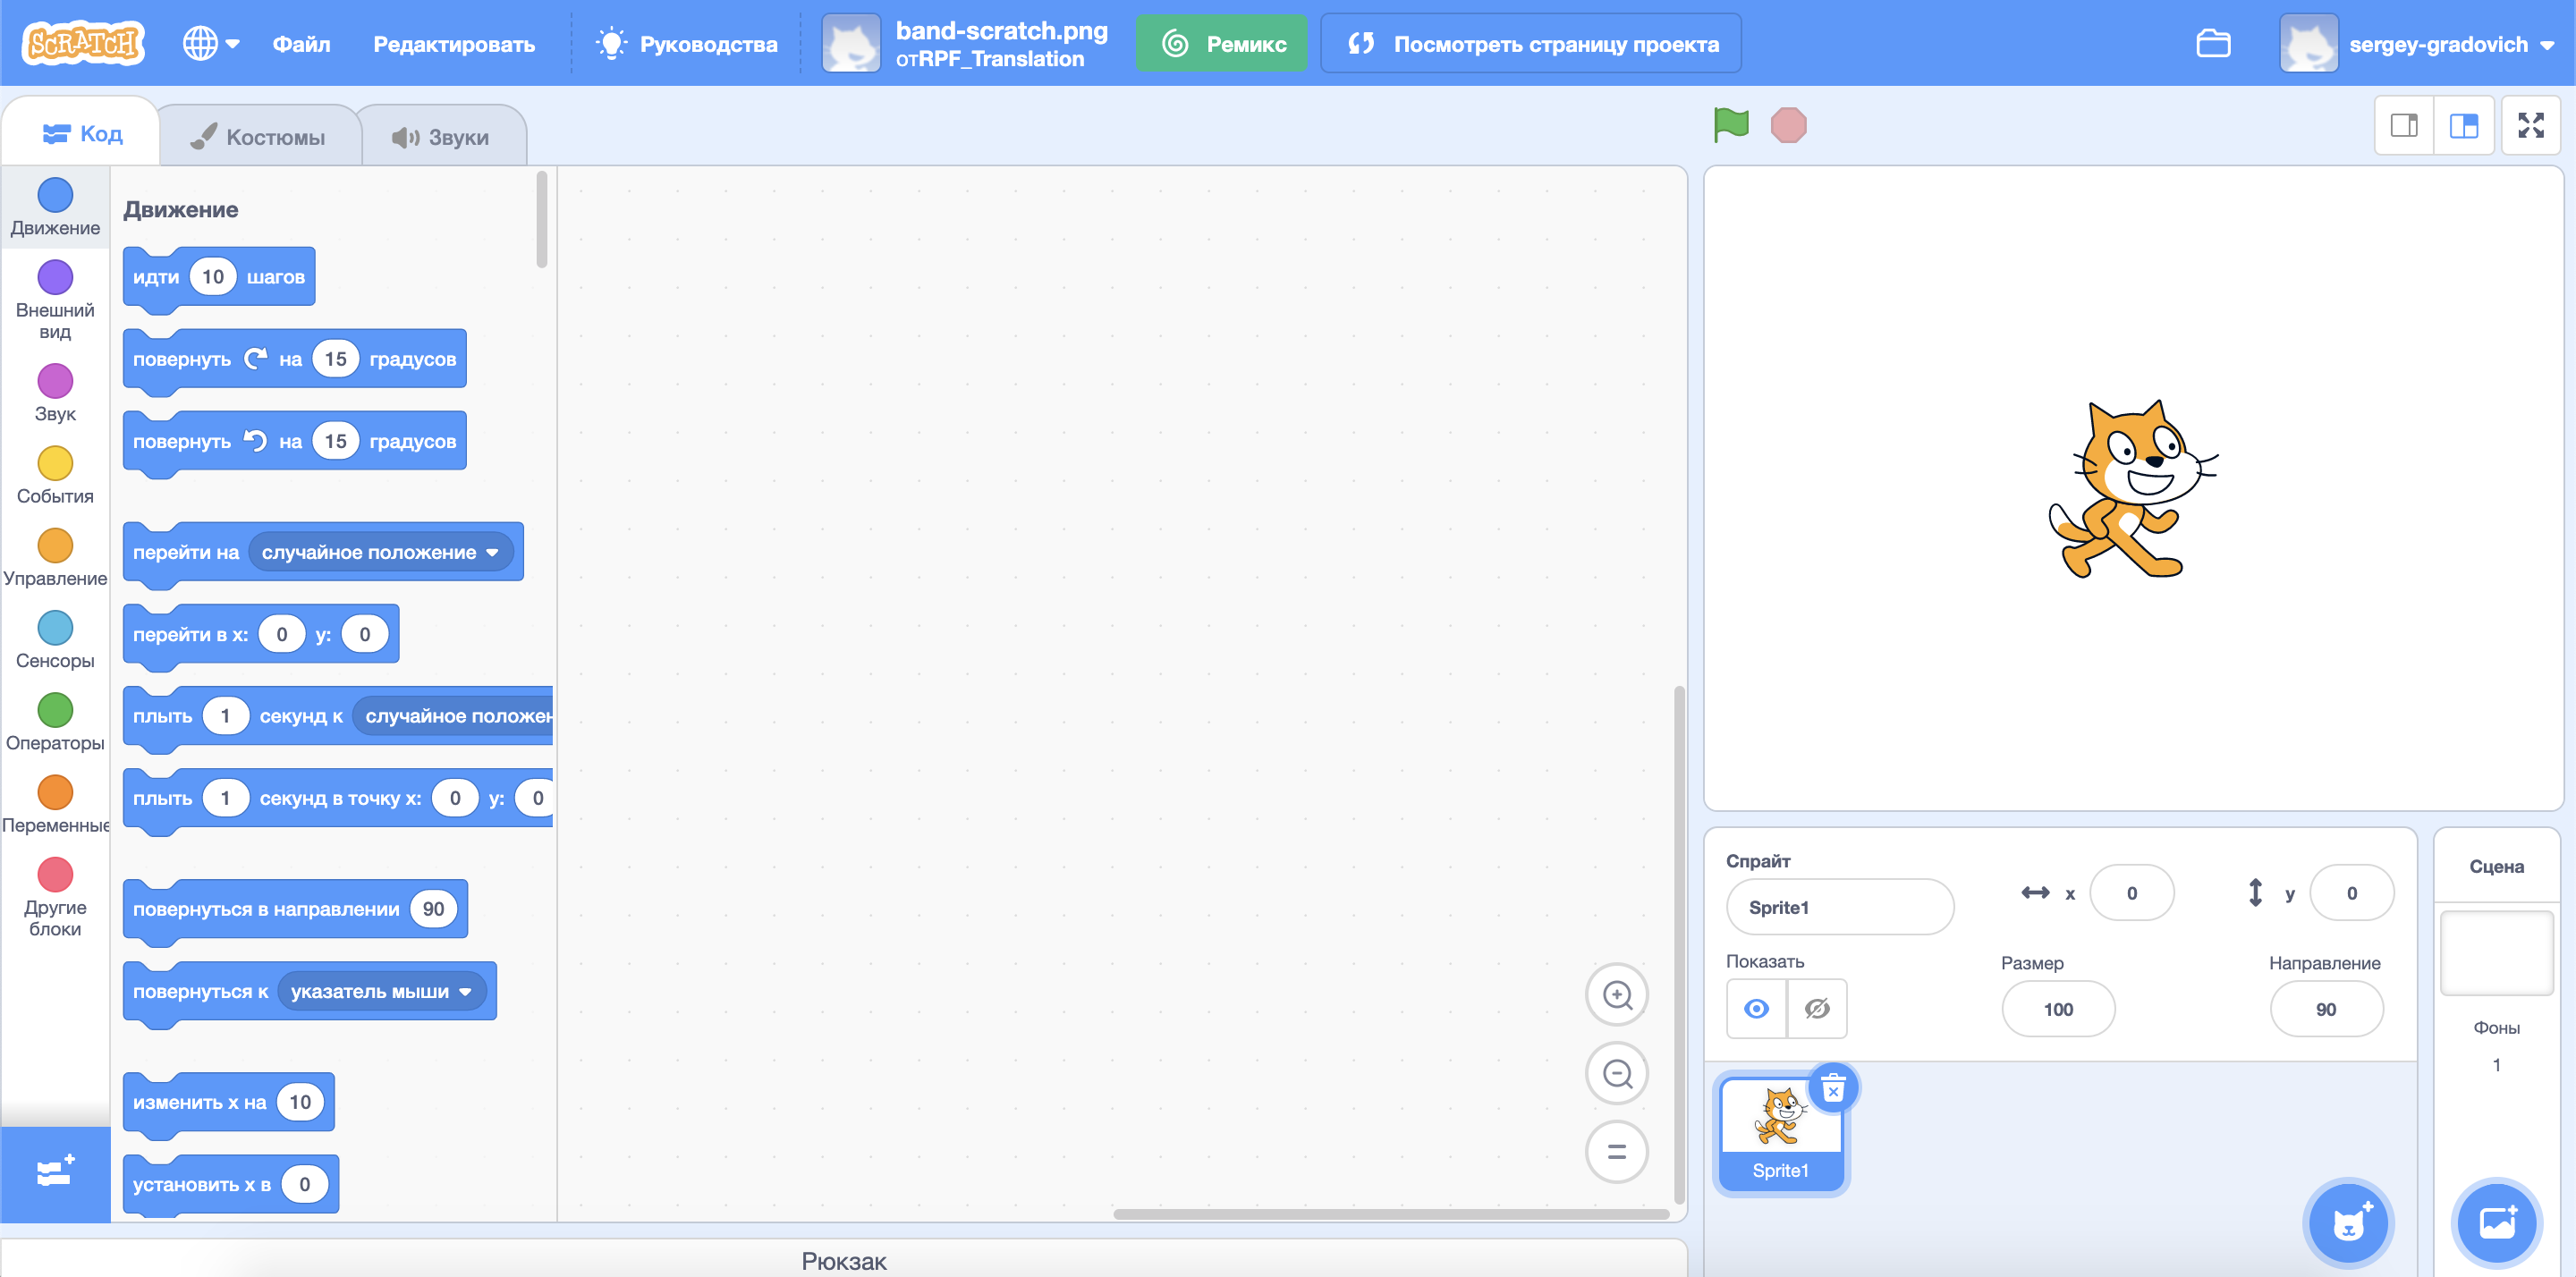 SCRATCH
Файл
Редактировать
Руководства
band-scratch.png
отRPF_Translation
Ремикс
Посмотреть страницу проекта
sergey-gradovich
Код
Костюмы
Звуки
Движение
Внешний
вид
Звук
События
Управление
Сенсоры
Операторы
Переменные
Другие
блоки
Движение
идти 10 шагов
повернуть на 15 градусов
повернуть на 15 градусов
перейти на случайное положение
перейти в x: 0 y: 0
плыть 1 секунд к случайное положен
плыть 1 секунд в точку x: 0 y: 0
повернуться в направлении 90
повернуться к указатель мыши
изменить x на 10
установить x в 0
Рюкзак
Спрайт
Sprite1
x 0
y 0
Показать
Размер
100
Направление
90
Sprite1
Сцена
Фоны
1